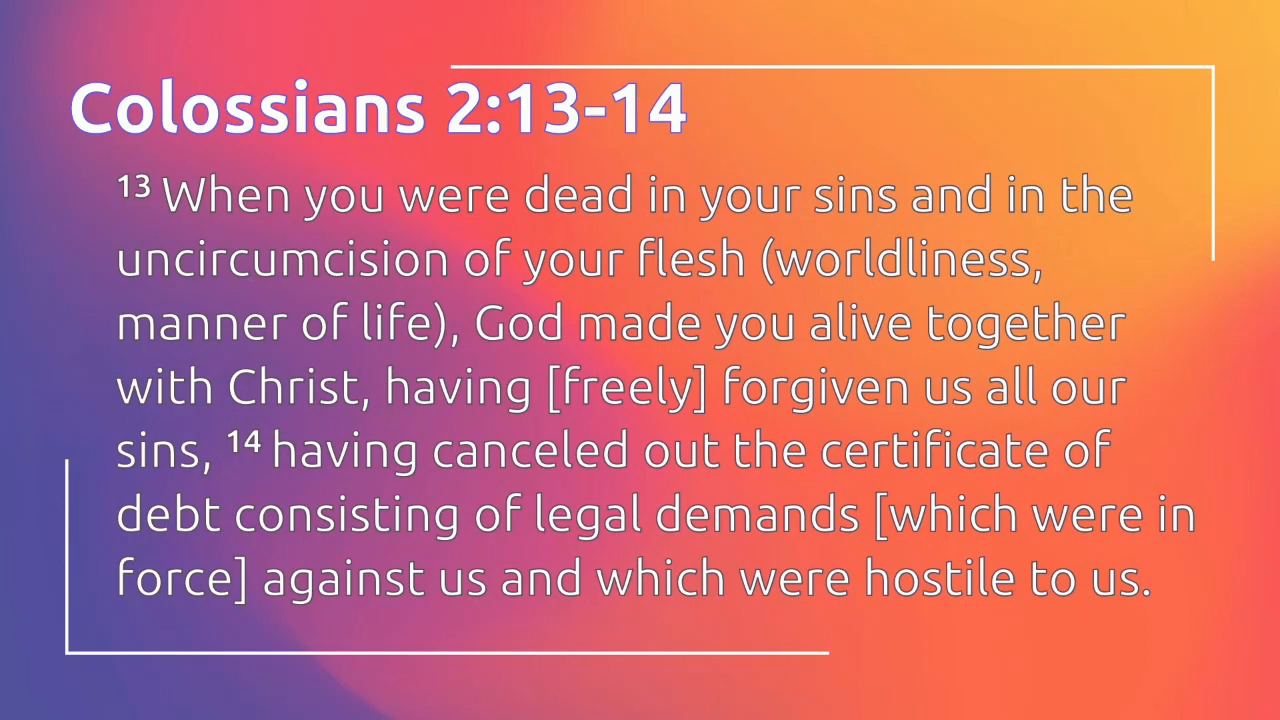 Colossians 2:13-14
13 When you were dead in your sins and in the
uncircumcision of your flesh (worldliness,
manner of life), God made you alive together
with Christ, having [freely] forgiven us all our
sins, 14 having canceled out the certificate of
debt consisting of legal demands [which were in
force] against us and which were hostile to us.